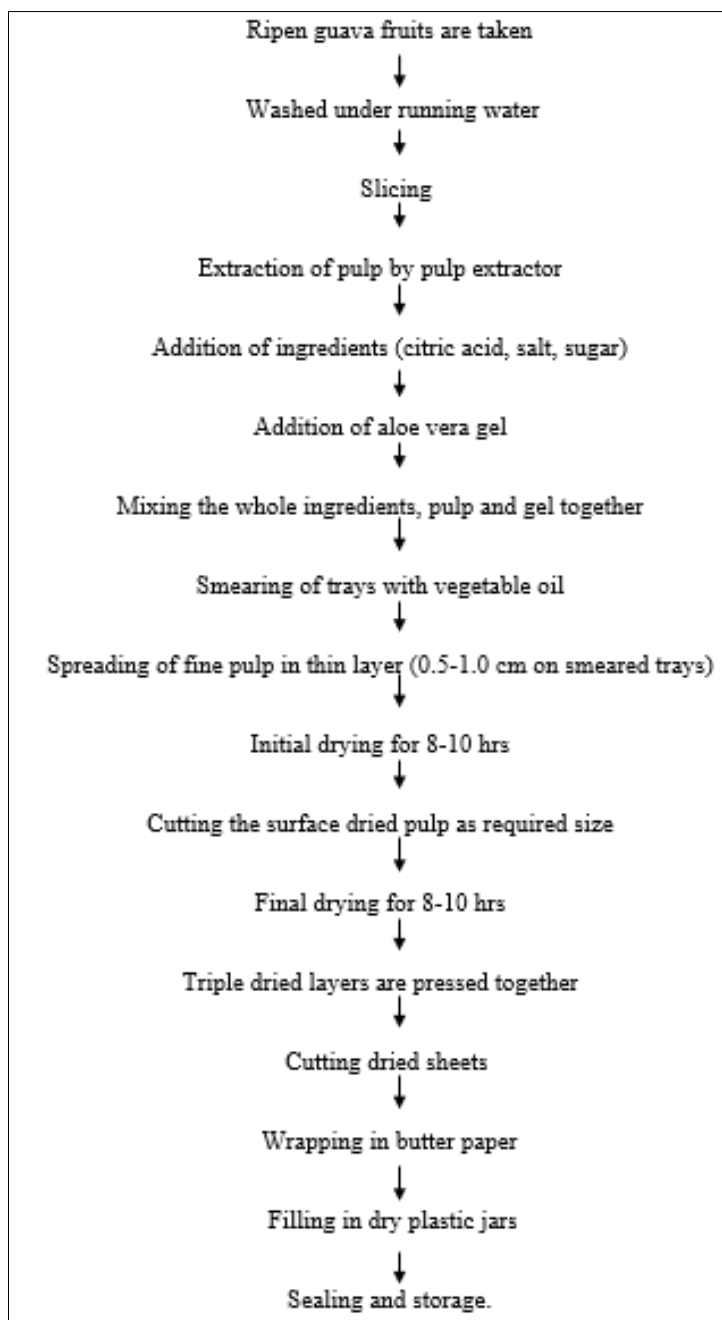 Ripen guava fruits are taken
Washed under running water
Slicing
Extraction of pulp by pulp extractor
Addition of ingredients (citric acid, salt, sugar)
Addition of aloe vera gel
Mixing the whole ingredients, pulp and gel together
Smearing of trays with vegetable oil
Spreading of fine pulp in thin layer (0.5-1.0 cm on smeared trays)
Initial drying for 8-10 hrs
Cutting the surface dried pulp as required size
Final drying for 8-10 hrs
Triple dried layers are pressed together
Cutting dried sheets
Wrapping in butter paper
Filling in dry plastic jars
Sealing and storage.